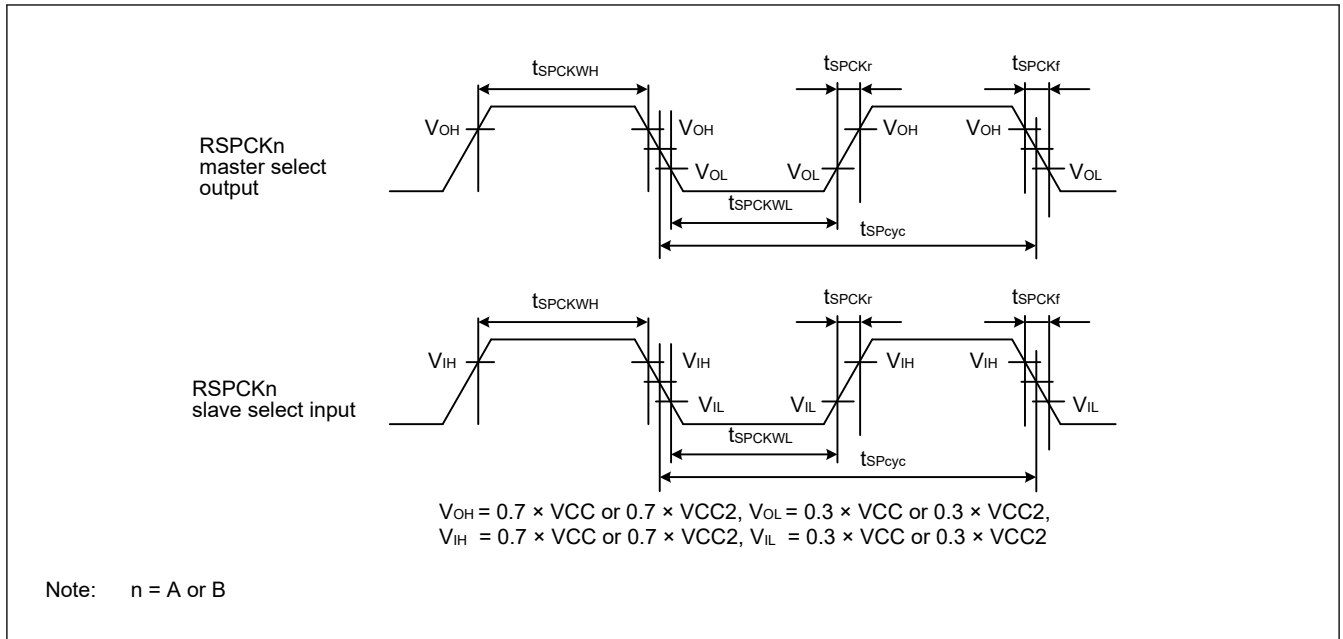 tSPCKWH
tSPCKr
tSPCKf
VOH
VOH
VOH
VOH
RSPCKn
master select
output
VOL
VOL
VOL
tSPCKWL
tSPcyc
tSPCKWH
tSPCKr
tSPCKf
VIH
VIH
VIH
VIH
RSPCKn
slave select input
VIL
VIL
VIL
tSPCKWL
tSPcyc
VOH = 0.7 × VCC or 0.7 × VCC2, VOL = 0.3 × VCC or 0.3 × VCC2,
VIH = 0.7 × VCC or 0.7 × VCC2, VIL = 0.3 × VCC or 0.3 × VCC2
Note: n = A or B